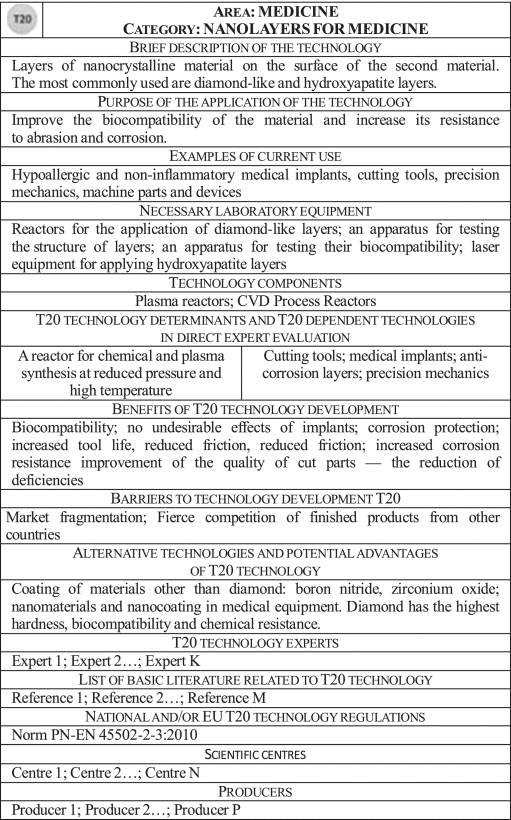 T20
AREA: MEDICINE
CATEGORY: NANOLAYERS FOR MEDICINE
BRIEF DESCRIPTION OF THE TECHNOLOGY
Layers of nanocrystalline material on the surface of the second material.
The most commonly used are diamond-like and hydroxyapatite layers.
PURPOSE OF THE APPLICATION OF THE TECHNOLOGY
Improve the biocompatibility of the material and increase its resistance
to abrasion and corrosion.
EXAMPLES OF CURRENT USE
Hypoallergic and non-inflammatory medical implants, cutting tools, precision
mechanics, machine parts and devices
NECESSARY LABORATORY EQUIPMENT
Reactors for the application of diamond-like layers; an apparatus for testing
the structure of layers; an apparatus for testing their biocompatibility; laser
equipment for applying hydroxyapatite layers
TECHNOLOGY COMPONENTS
Plasma reactors; CVD Process Reactors
T20 TECHNOLOGY DETERMINANTS AND T20 DEPENDENT TECHNOLOGIES
IN DIRECT EXPERT EVALUATION
A reactor for chemical and plasma
synthesis at reduced pressure and
high temperature
Cutting tools; medical implants; anti-
corrosion layers; precision mechanics
BENEFITS OF T20 TECHNOLOGY DEVELOPMENT
Biocompatibility; no undesirable effects of implants; corrosion protection;
increased tool life, reduced friction, reduced friction; increased corrosion
resistance improvement of the quality of cut parts — the reduction of
deficiencies
BARRIERS TO TECHNOLOGY DEVELOPMENT T20
Market fragmentation; Fierce competition of finished products from other
countries
ALTERNATIVE TECHNOLOGIES AND POTENTIAL ADVANTAGES
OF T20 TECHNOLOGY
Coating of materials other than diamond: boron nitride, zirconium oxide;
nanomaterials and nanocoating in medical equipment. Diamond has the highest
hardness, biocompatibility and chemical resistance.
T20 TECHNOLOGY EXPERTS
Expert 1; Expert 2…; Expert K
LIST OF BASIC LITERATURE RELATED TO T20 TECHNOLOGY
Reference 1; Reference 2…; Reference M
NATIONAL AND/OR EU T20 TECHNOLOGY REGULATIONS
Norm PN-EN 45502-2-3:2010
SCIENTIFIC CENTRES
Centre 1; Centre 2…; Centre N
PRODUCERS
Producer 1; Producer 2…; Producer P